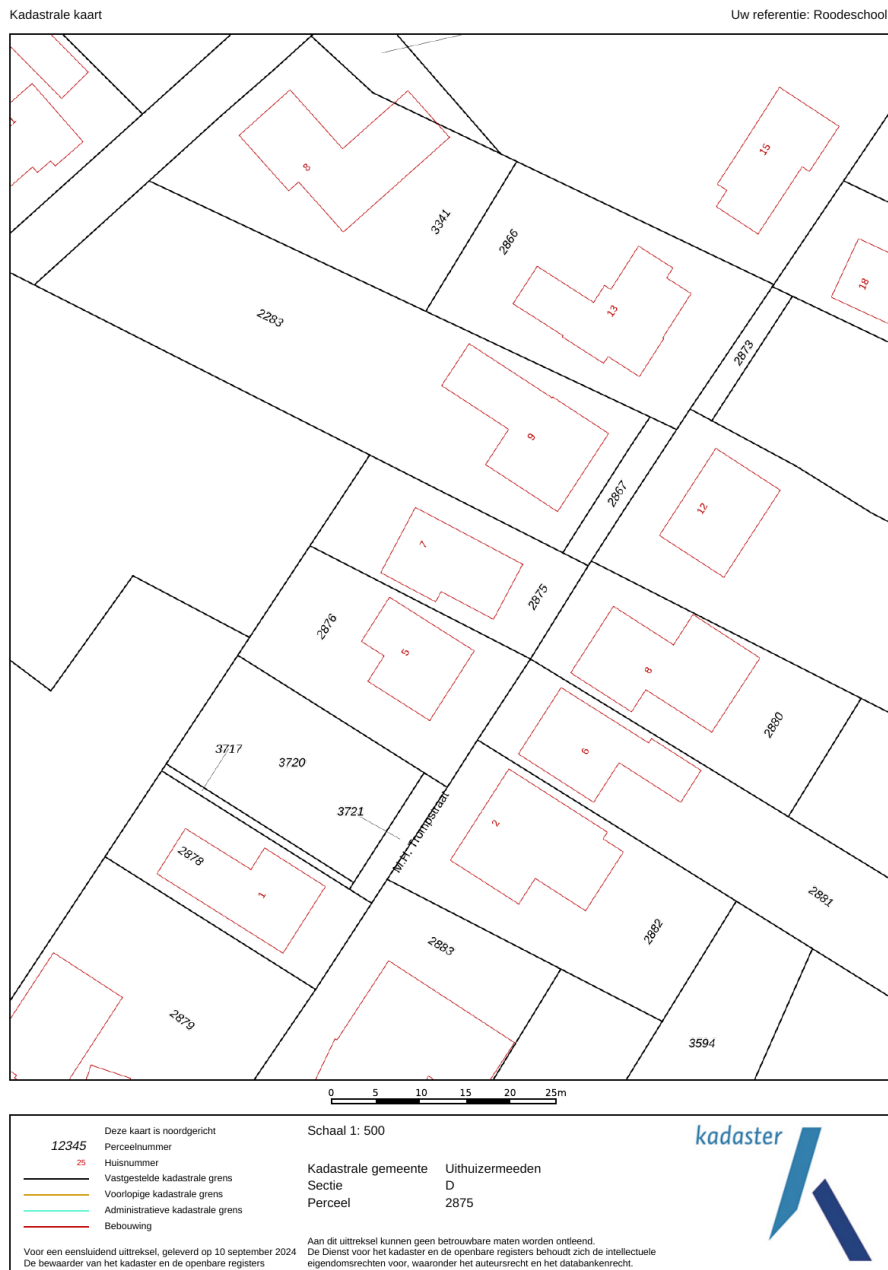 Kadastrale kaart
Uw referentie: Roodeschool
1
8
15
3341
2866
18
13
2283
2873
9
2867
12
7
2875
2876
5
8
2880
6
3717
3720
3721
M.H. Trompstraat
2
2878
1
2881
2882
2883
2879
3594
0 5 10 15 20 25m
Deze kaart is noordgericht
12345 Perceelnummer
25 Huisnummer
Vastgestelde kadastrale grens
Voorlopige kadastrale grens
Administratieve kadastrale grens
Bebouwing
Voor een eensluidend uittreksel, geleverd op 10 september 2024
De bewaarder van het kadaster en de openbare registers
Schaal 1: 500
Kadastrale gemeente Uithuizermeeden
Sectie D
Perceel 2875
Aan dit uittreksel kunnen geen betrouwbare maten worden ontleend.
De Dienst voor het kadaster en de openbare registers behoudt zich de intellectuele
eigendomsrechten voor, waaronder het auteursrecht en het databankenrecht.
kadaster